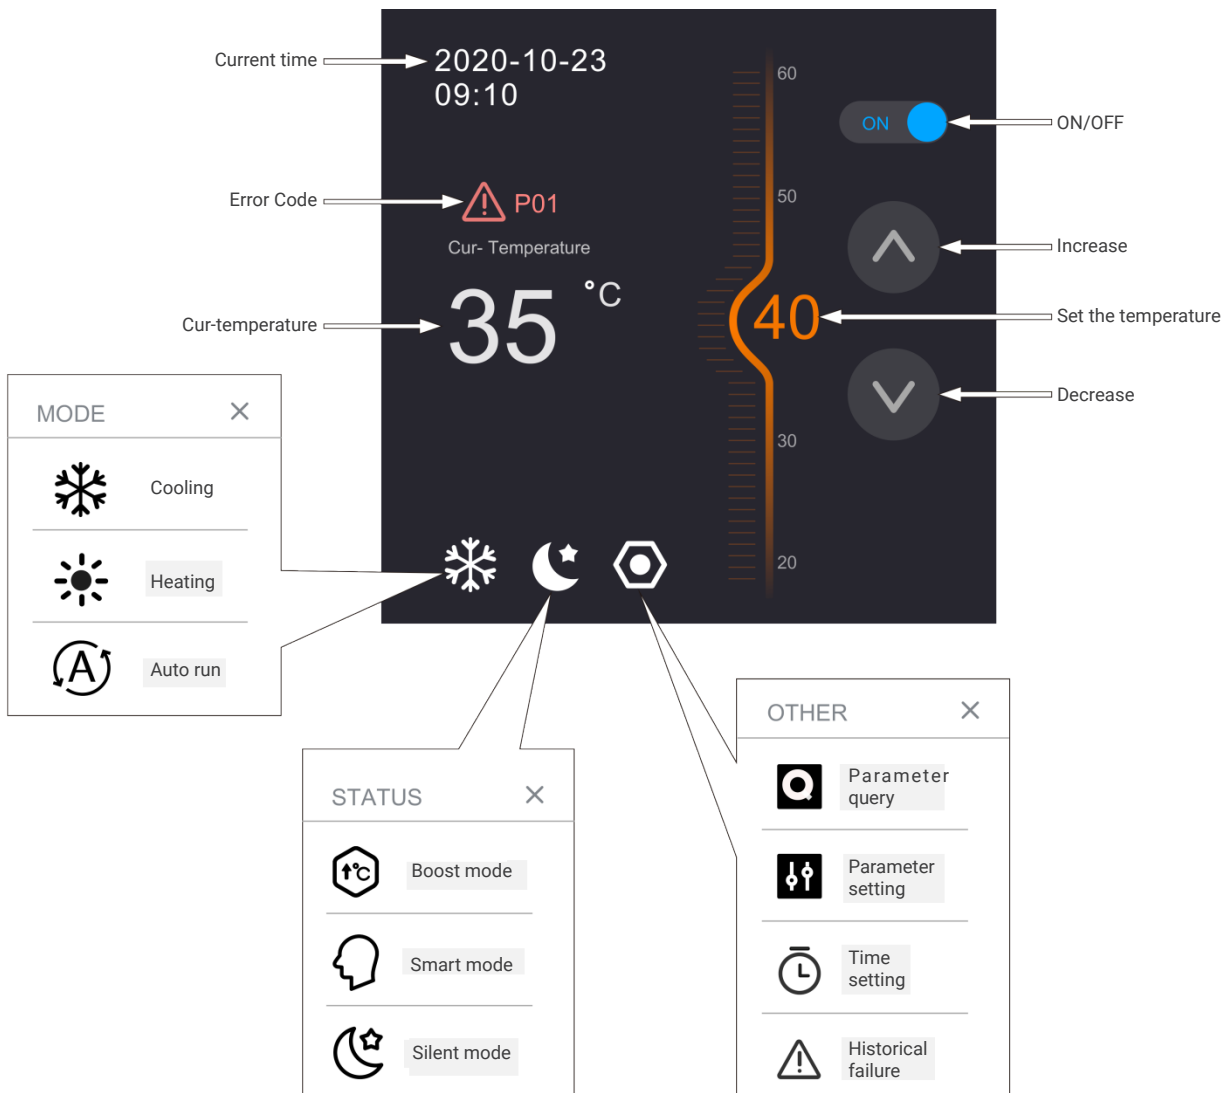 Current time
2020-10-23
09:10
60
ON
ON/OFF
50
Error Code
P01
Cur- Temperature
Increase
35
°C
Cur-temperature
40
Set the temperature
Decrease
30
20
MODE
Cooling
Heating
A
Auto run
STATUS
°C
Boost mode
Smart mode
Silent mode
OTHER
Q
Parameter
query
Parameter
setting
Time
setting
Historical
failure